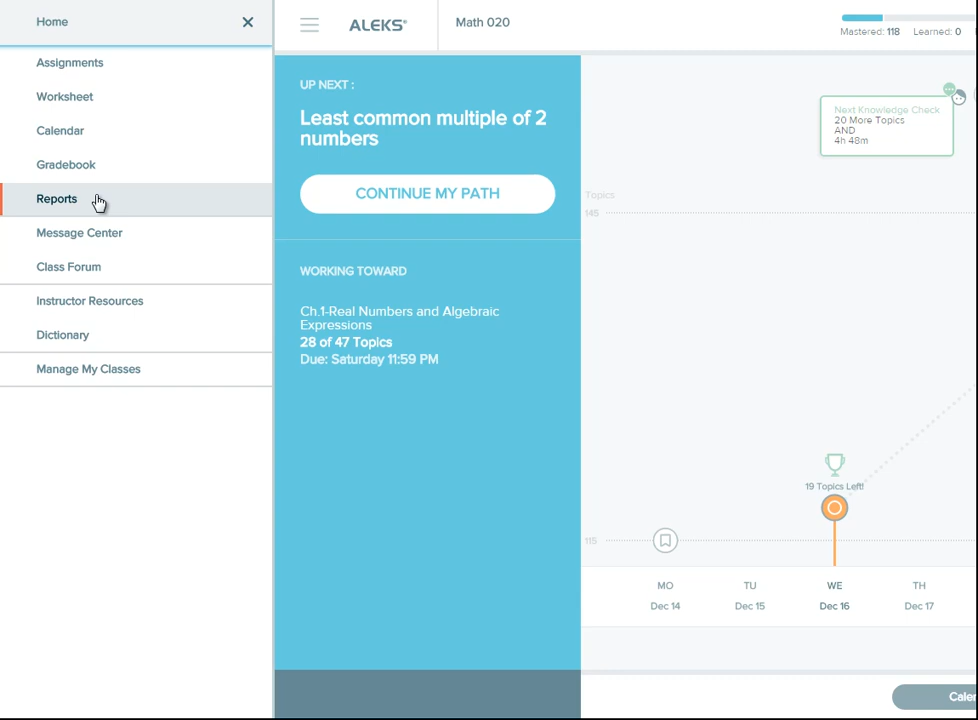 Home
Assignments
Worksheet
Calendar
Gradebook
Reports
Message Center
Class Forum
Instructor Resources
Dictionary
Manage My Classes
ALEKS®
Math 020
Mastered: 118 Learned: 0
UP NEXT :
Least common multiple of 2
numbers
CONTINUE MY PATH
WORKING TOWARD
Ch.1-Real Numbers and Algebraic
Expressions
28 of 47 Topics
Due: Saturday 11:59 PM
Next Knowledge Check
20 More Topics
AND
4h 48m
Topics
145
19 Topics Left!
115
MO TU WE TH
Dec 14 Dec 15 Dec 16 Dec 17
Calen